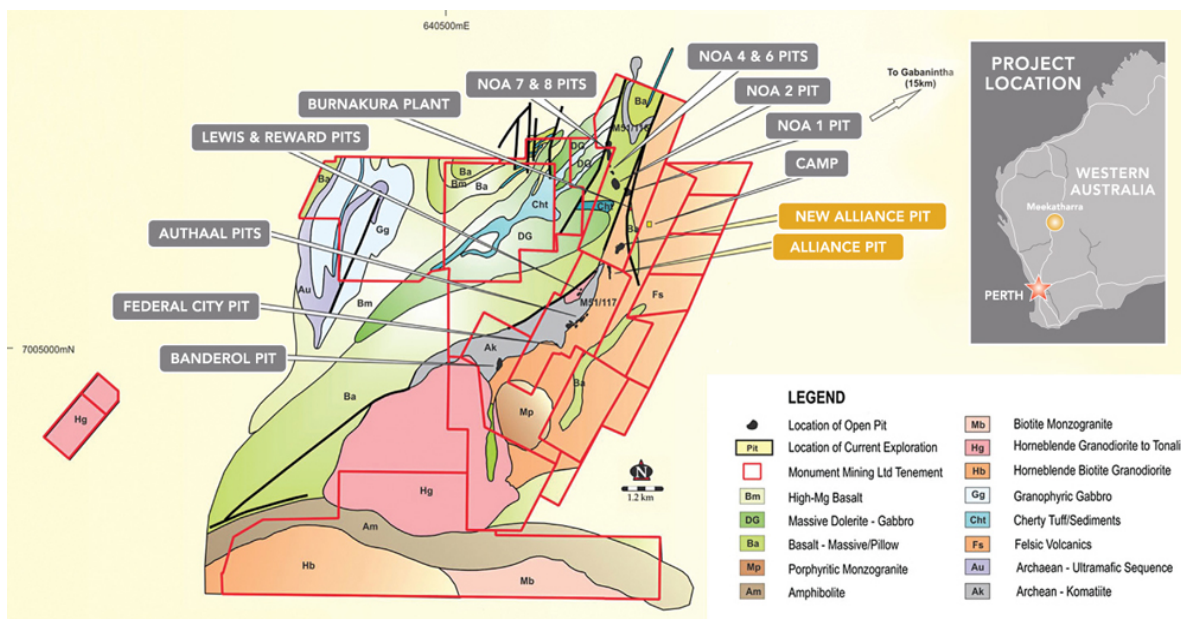 640500mE
NOA 4 & 6 PITS
NOA 7 & 8 PITS
BURNAKURA PLANT
NOA 2 PIT
LEWIS & REWARD PITS
NOA 1 PIT
CAMP
AUTHAAL PITS
NEW ALLIANCE PIT
ALLIANCE PIT
FEDERAL CITY PIT
BANDEROL PIT
7005000mN
To Gabanintha
(15km)
PROJECT
LOCATION
WESTERN
AUSTRALIA
Meekatharra
PERTH
Ba
M51/116
DG
DG
Ba
Ba
Bm
Ba
Cht
Cht
DG
Gg
Ba
Au
Bm
Fs
M51/117
Ak
Ba
Ba
Mp
Hg
Hg
Am
Hb
Mb
N
1.2 km
LEGEND
Location of Open Pit
Pit Location of Current Exploration
Monument Mining Ltd Tenement
Bm High-Mg Basalt
DG Massive Dolerite - Gabbro
Ba Basalt - Massive/Pillow
Mp Porphyritic Monzogranite
Am Amphibolite
Mb Biotite Monzogranite
Hg Horneblende Granodiorite to Tonali
Hb Horneblende Biotite Granodiorite
Gg Granophyric Gabbro
Cht Cherty Tuff/Sediments
Fs Felsic Volcanics
Au Archaean - Ultramafic Sequence
Ak Archean - Komatiite